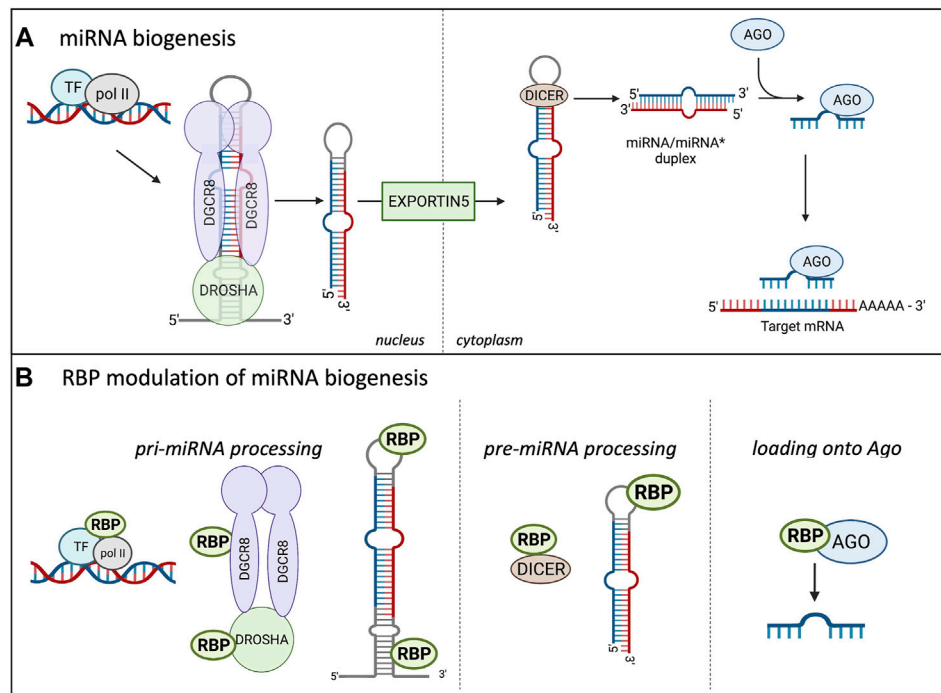 A miRNA biogenesis
TF
pol II
DGCR8
DGCR8
DROSHA
5'
3'
5'
3'
EXPORTIN5
nucleus
cytoplasm
DICER
5'
3'
5'
3'
3'
5'
miRNA/miRNA*
duplex
AGO
AGO
AGO
5'
AAAAA - 3'
Target mRNA
B RBP modulation of miRNA biogenesis
pri-miRNA processing
RBP
TF
pol II
RBP
DGCR8
DGCR8
RBP
DROSHA
RBP
RBP
5'
3'
pre-miRNA processing
RBP
DICER
RBP
5'
3'
loading onto Ago
RBP
AGO